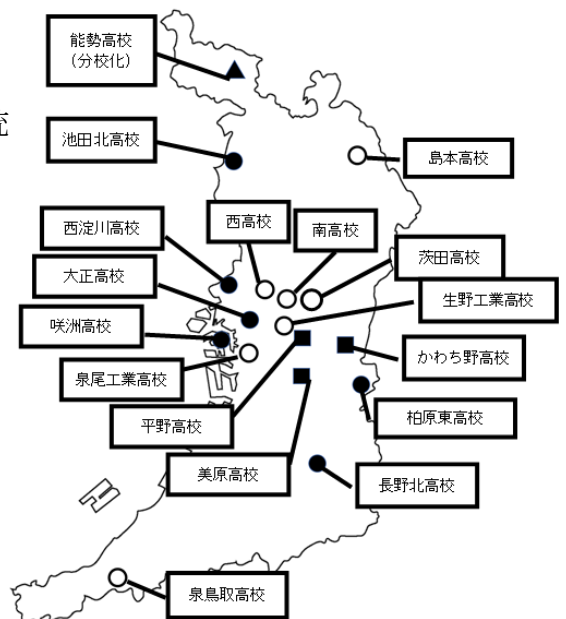 能勢高校
(分校化)
池田北高校
島本高校
西淀川高校
西高校
南高校
茨田高校
大正高校
生野工業高校
咲洲高校
かわち野高校
泉尾工業高校
平野高校
柏原東高校
美原高校
長野北高校
泉鳥取高校